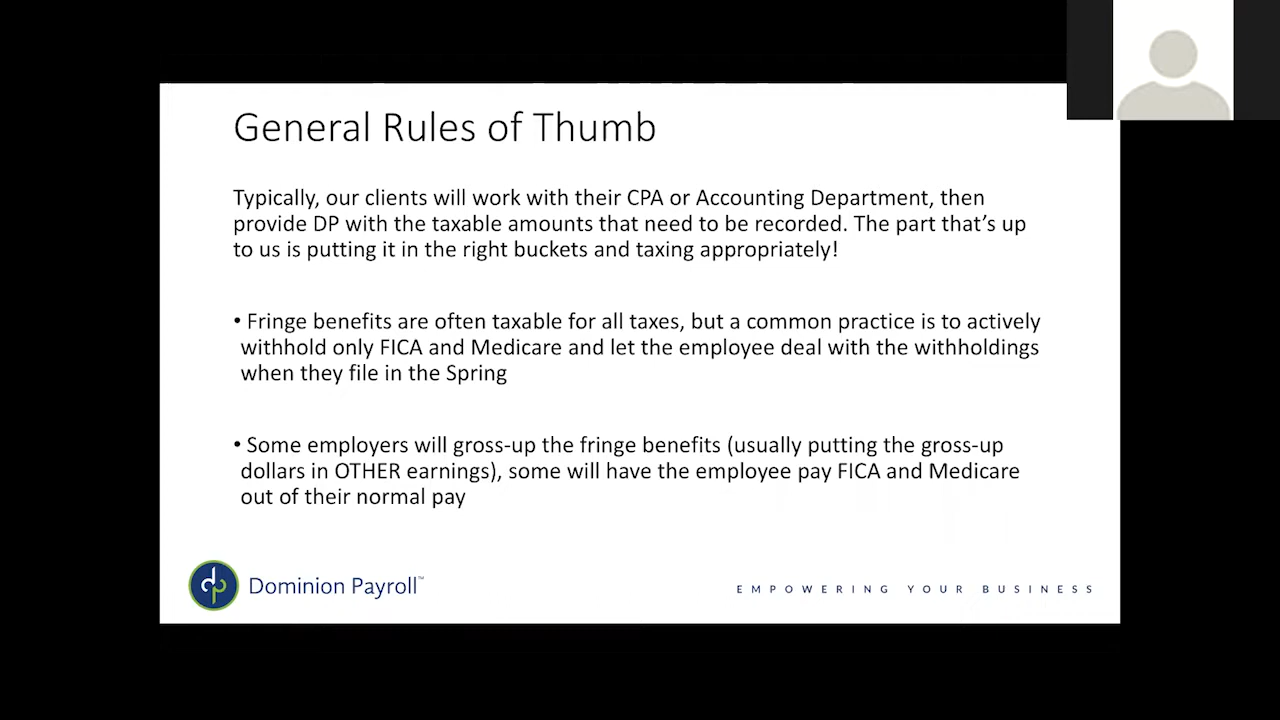 General Rules of Thumb
Typically, our clients will work with their CPA or Accounting Department, then
provide DP with the taxable amounts that need to be recorded. The part that’s up
to us is putting it in the right buckets and taxing appropriately!
• Fringe benefits are often taxable for all taxes, but a common practice is to actively
withhold only FICA and Medicare and let the employee deal with the withholdings
when they file in the Spring
• Some employers will gross-up the fringe benefits (usually putting the gross-up
dollars in OTHER earnings), some will have the employee pay FICA and Medicare
out of their normal pay
dp Dominion Payroll™
EMPOWERING YOUR BUSINESS